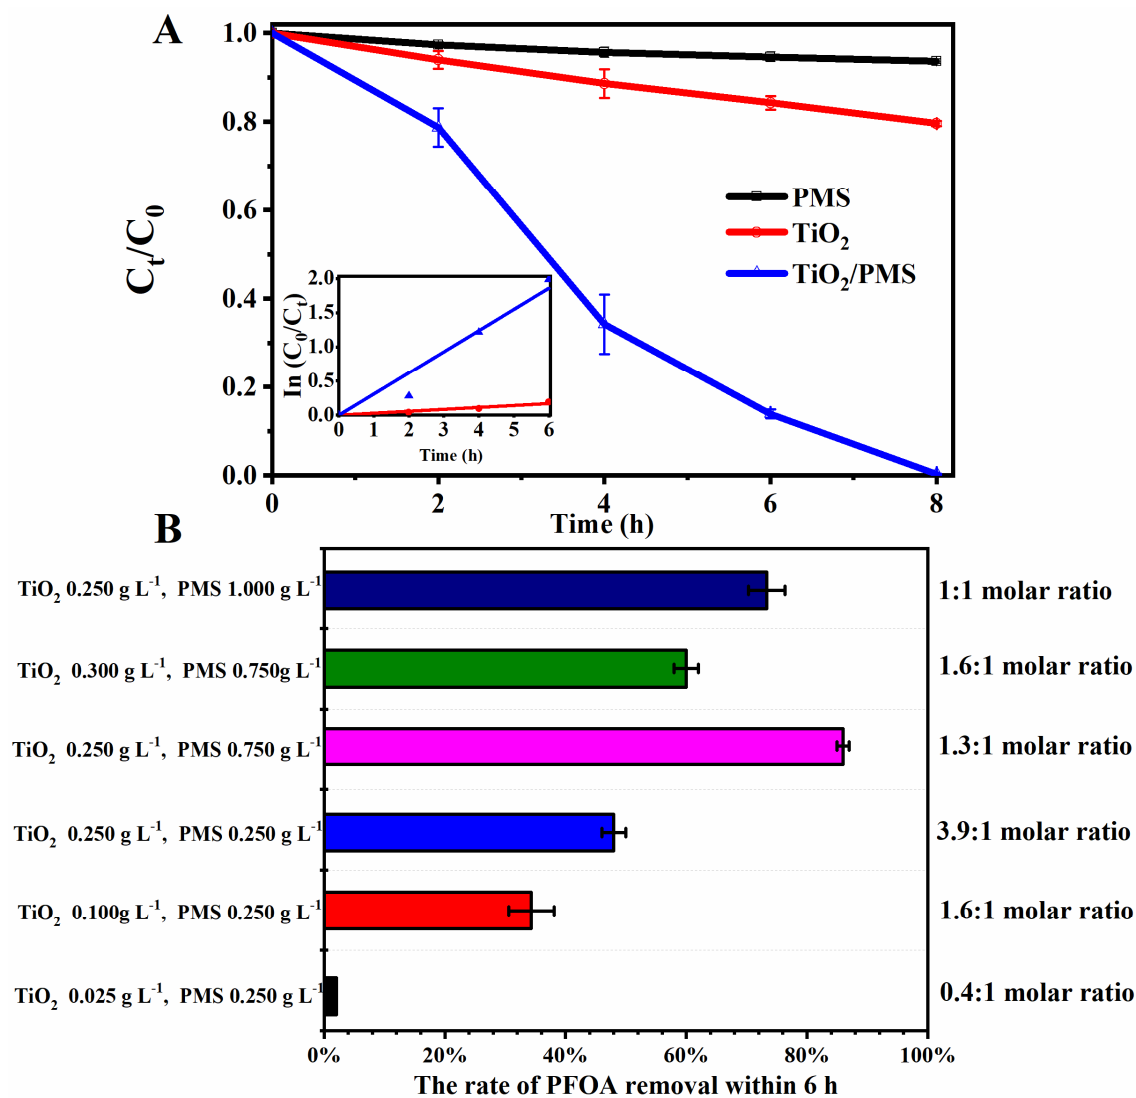 A
1.0
0.8
0.6
0.4
0.2
0.0
Ct/C0
PMS
TiO2
TiO2/PMS
2.0
1.5
1.0
0.5
0.0
In (C0/Ct)
0 1 2 3 4 5 6
Time (h)
0 2 4 6 8
Time (h)
B
TiO2 0.250 g L-1, PMS 1.000 g L-1 1:1 molar ratio
TiO2 0.300 g L-1, PMS 0.750g L-1 1.6:1 molar ratio
TiO2 0.250 g L-1, PMS 0.750 g L-1 1.3:1 molar ratio
TiO2 0.250 g L-1, PMS 0.250 g L-1 3.9:1 molar ratio
TiO2 0.100g L-1, PMS 0.250 g L-1 1.6:1 molar ratio
TiO2 0.025 g L-1, PMS 0.250 g L-1 0.4:1 molar ratio
0% 20% 40% 60% 80% 100%
The rate of PFOA removal within 6 h